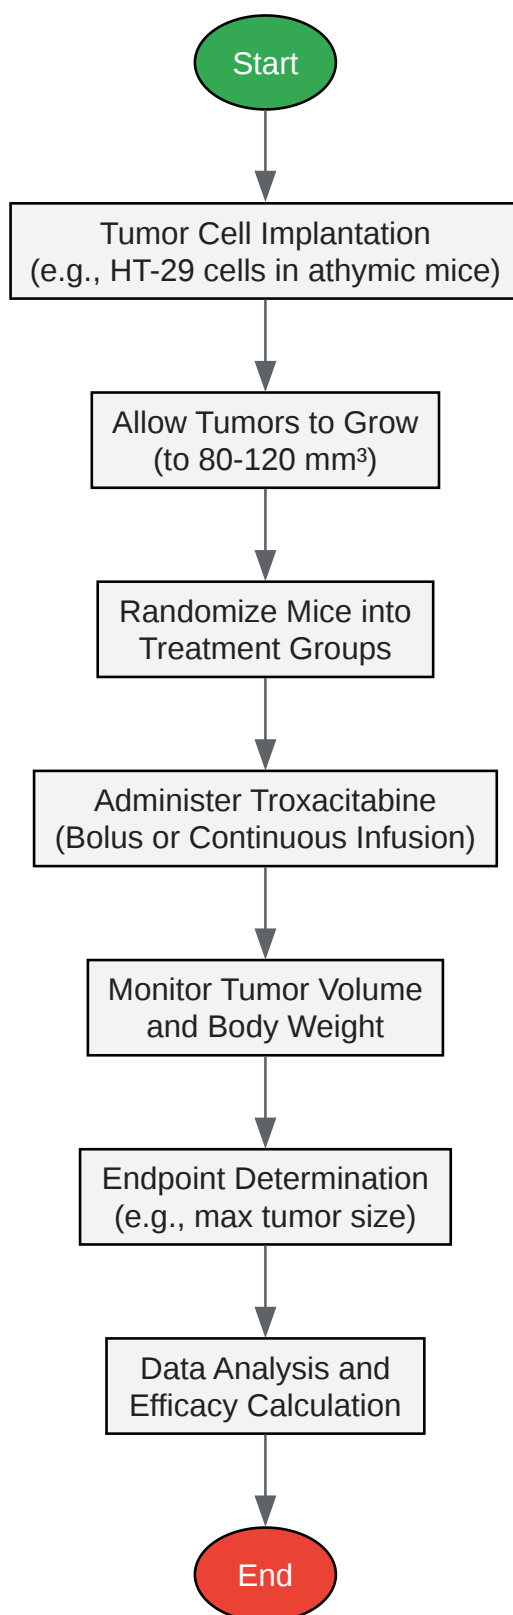 Start
Tumor Cell Implantation
(e.g., HT-29 cells in athymic mice)
Allow Tumors to Grow
(to 80-120 mm³)
Randomize Mice into
Treatment Groups
Administer Troxacitabine
(Bolus or Continuous Infusion)
Monitor Tumor Volume
and Body Weight
Endpoint Determination
(e.g., max tumor size)
Data Analysis and
Efficacy Calculation
End